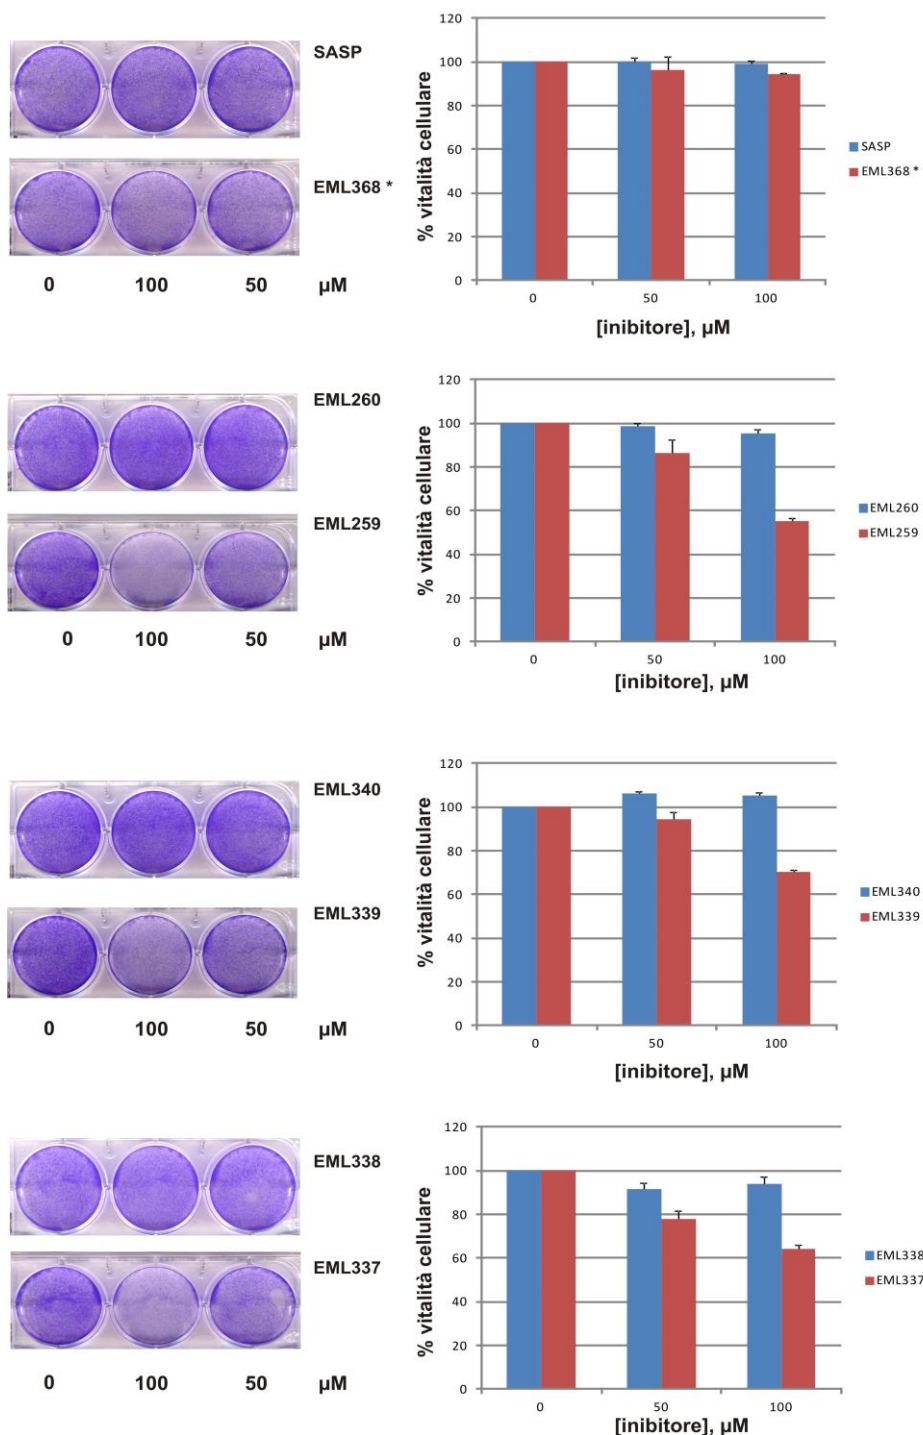 SASP
EML368 *
0 100 50 µM
120
100
80
60
40
20
0
% vitalità cellulare
0 50 100
[inibitore], µM
SASP
EML368 *
EML260
EML259
0 100 50 µM
120
100
80
60
40
20
0
% vitalità cellulare
0 50 100
[inibitore], µM
EML260
EML259
EML340
EML339
0 100 50 µM
120
100
80
60
40
20
0
% vitalità cellulare
0 50 100
[inibitore], µM
EML340
EML339
EML338
EML337
0 100 50 µM
120
100
80
60
40
20
0
% vitalità cellulare
0 50 100
[inibitore], µM
EML338
EML337